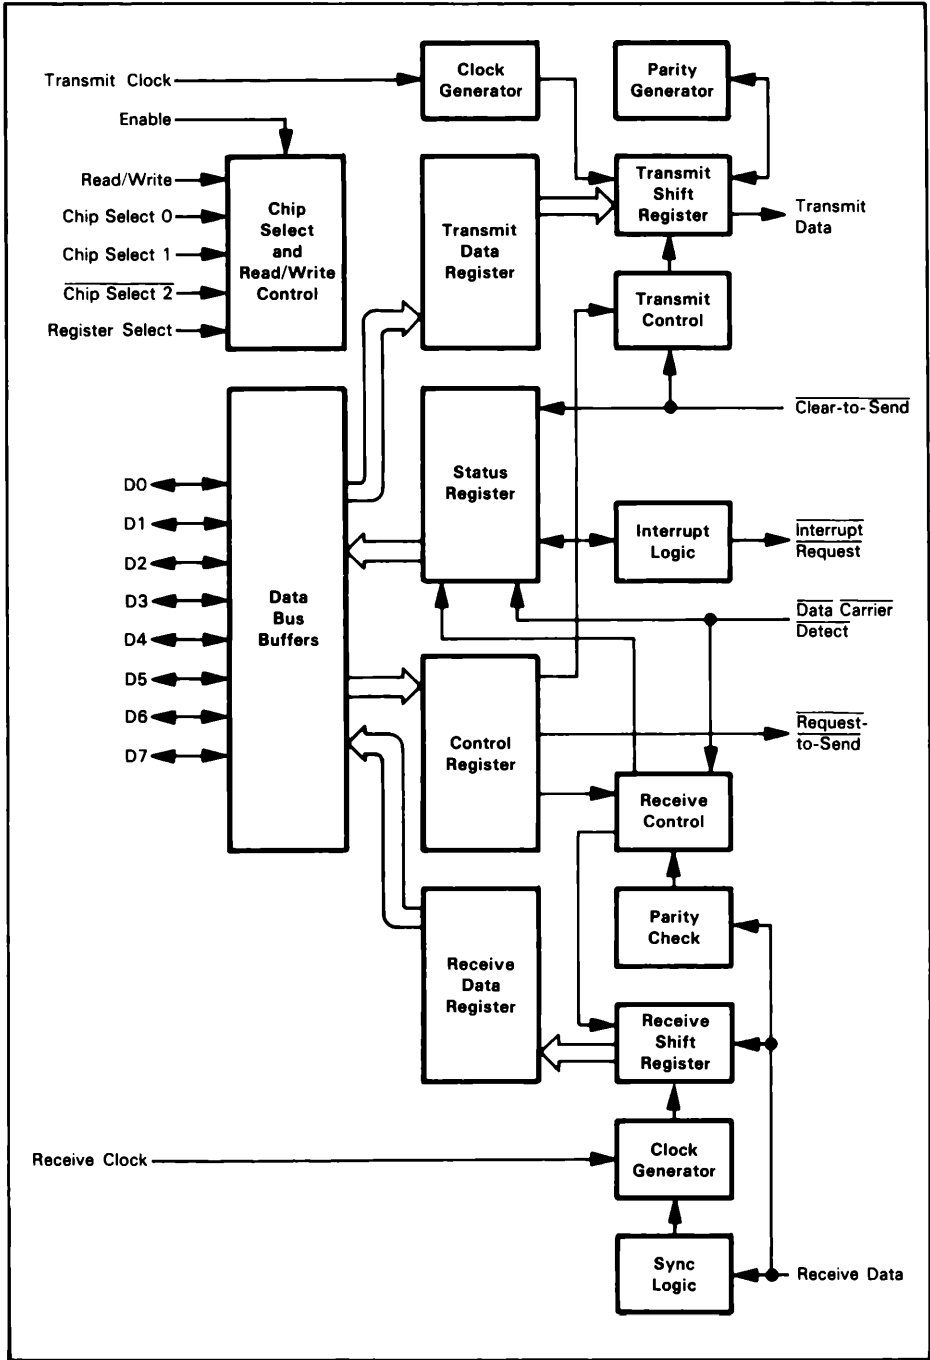 Transmit Clock
Clock
Generator
Parity
Generator
Enable
Read/Write
Chip Select 0
Chip Select 1
Chip Select 2
Register Select
Chip
Select
and
Read/Write
Control
Transmit
Data
Register
Transmit
Shift
Register
Transmit
Data
Transmit
Control
Clear-to-Send
Status
Register
Interrupt
Logic
Interrupt
Request
D0
D1
D2
D3
D4
D5
D6
D7
Data
Bus
Buffers
Data Carrier
Detect
Control
Register
Request-
to-Send
Receive
Control
Parity
Check
Receive
Data
Register
Receive
Shift
Register
Receive Clock
Clock
Generator
Sync
Logic
Receive Data